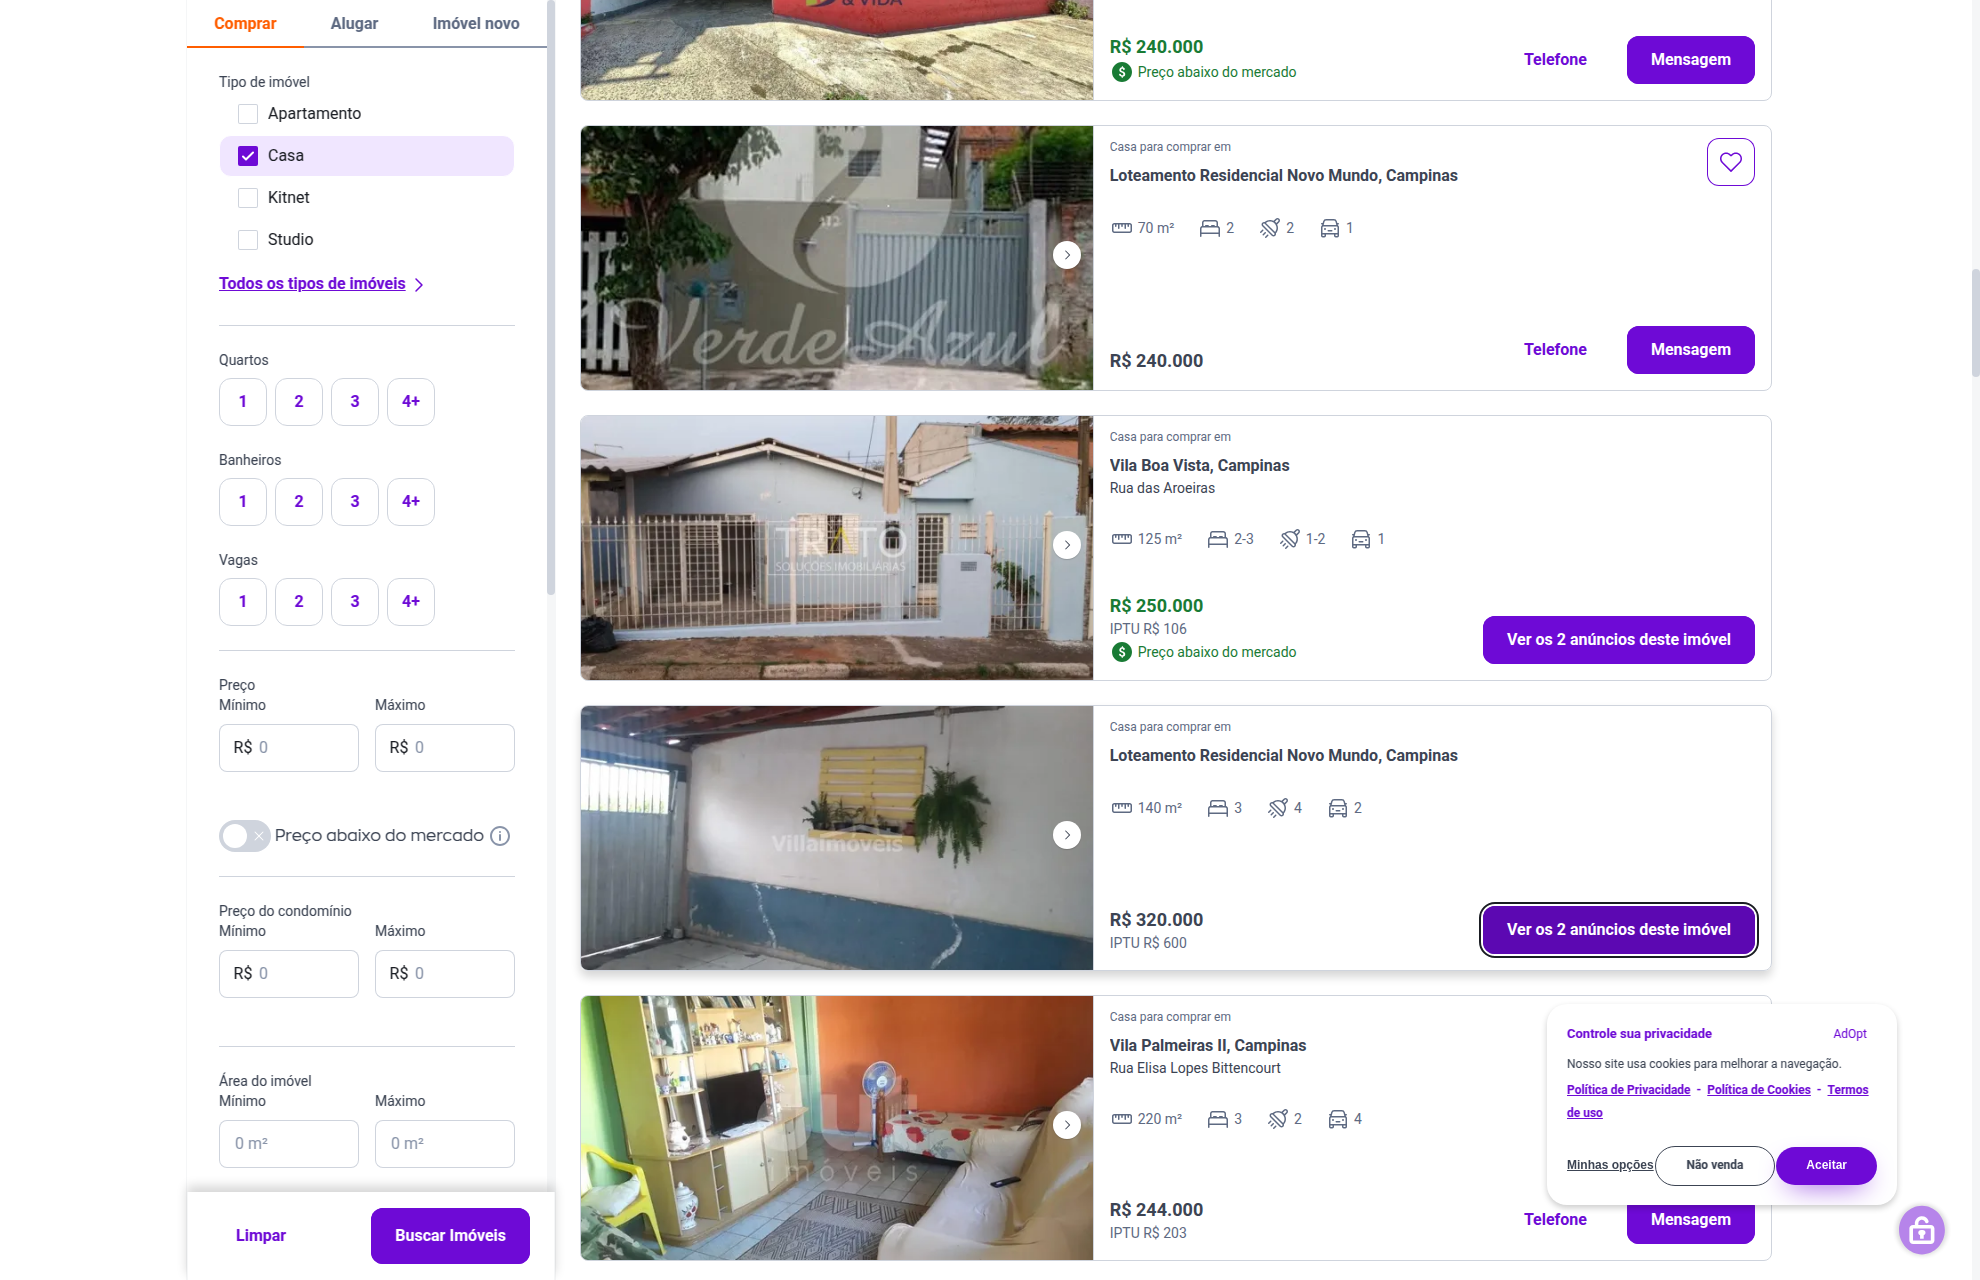 Comprar
Alugar
Imóvel novo
Tipo de imóvel
Apartamento
Casa
Kitnet
Studio
Todos os tipos de imóveis
Quartos
1
2
3
4+
Banheiros
1
2
3
4+
Vagas
1
2
3
4+
Preço
Mínimo
Máximo
R$ 0
R$ 0
Preço abaixo do mercado
Preço do condomínio
Mínimo
Máximo
R$ 0
R$ 0
Área do imóvel
Mínimo
Máximo
0 m²
0 m²
Limpar
Buscar Imóveis
& VIDA
R$ 240.000
Preço abaixo do mercado
Telefone
Mensagem
Verde Azul
Casa para comprar em
Loteamento Residencial Novo Mundo, Campinas
70 m²
2
2
1
R$ 240.000
Telefone
Mensagem
TRATO
SOLUÇÕES IMOBILIÁRIAS
Casa para comprar em
Vila Boa Vista, Campinas
Rua das Aroeiras
125 m²
2-3
1-2
1
R$ 250.000
IPTU R$ 106
Preço abaixo do mercado
Ver os 2 anúncios deste imóvel
Villaimóveis
Casa para comprar em
Loteamento Residencial Novo Mundo, Campinas
140 m²
3
4
2
R$ 320.000
IPTU R$ 600
Ver os 2 anúncios deste imóvel
imóveis
Casa para comprar em
Vila Palmeiras II, Campinas
Rua Elisa Lopes Bittencourt
220 m²
3
2
4
R$ 244.000
IPTU R$ 203
Telefone
Mensagem
Controle sua privacidade
AdOpt
Nosso site usa cookies para melhorar a navegação.
Política de Privacidade - Política de Cookies - Termos
de uso
Minhas opções
Não venda
Aceitar